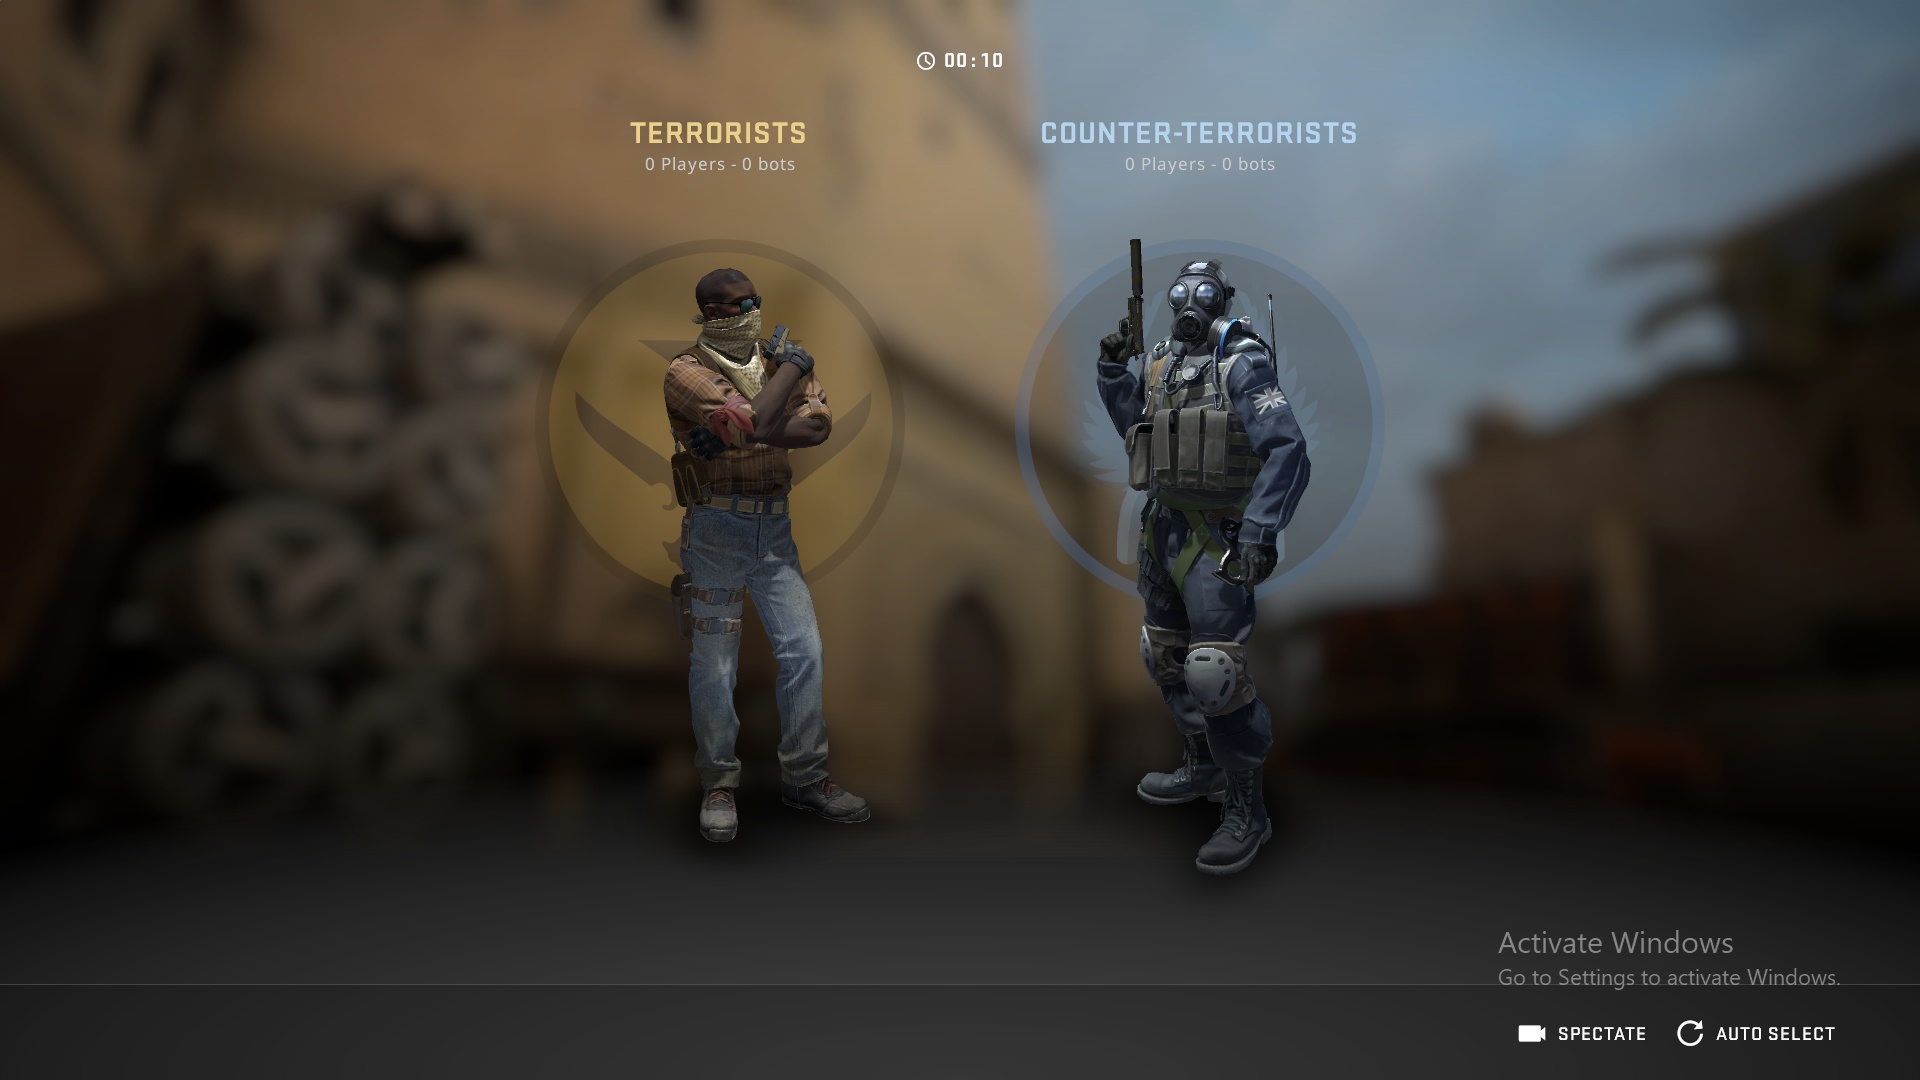 00:10
TERRORISTS
0 Players - 0 bots
COUNTER-TERRORISTS
0 Players - 0 bots
Activate Windows
Go to Settings to activate Windows.
SPECTATE
AUTO SELECT